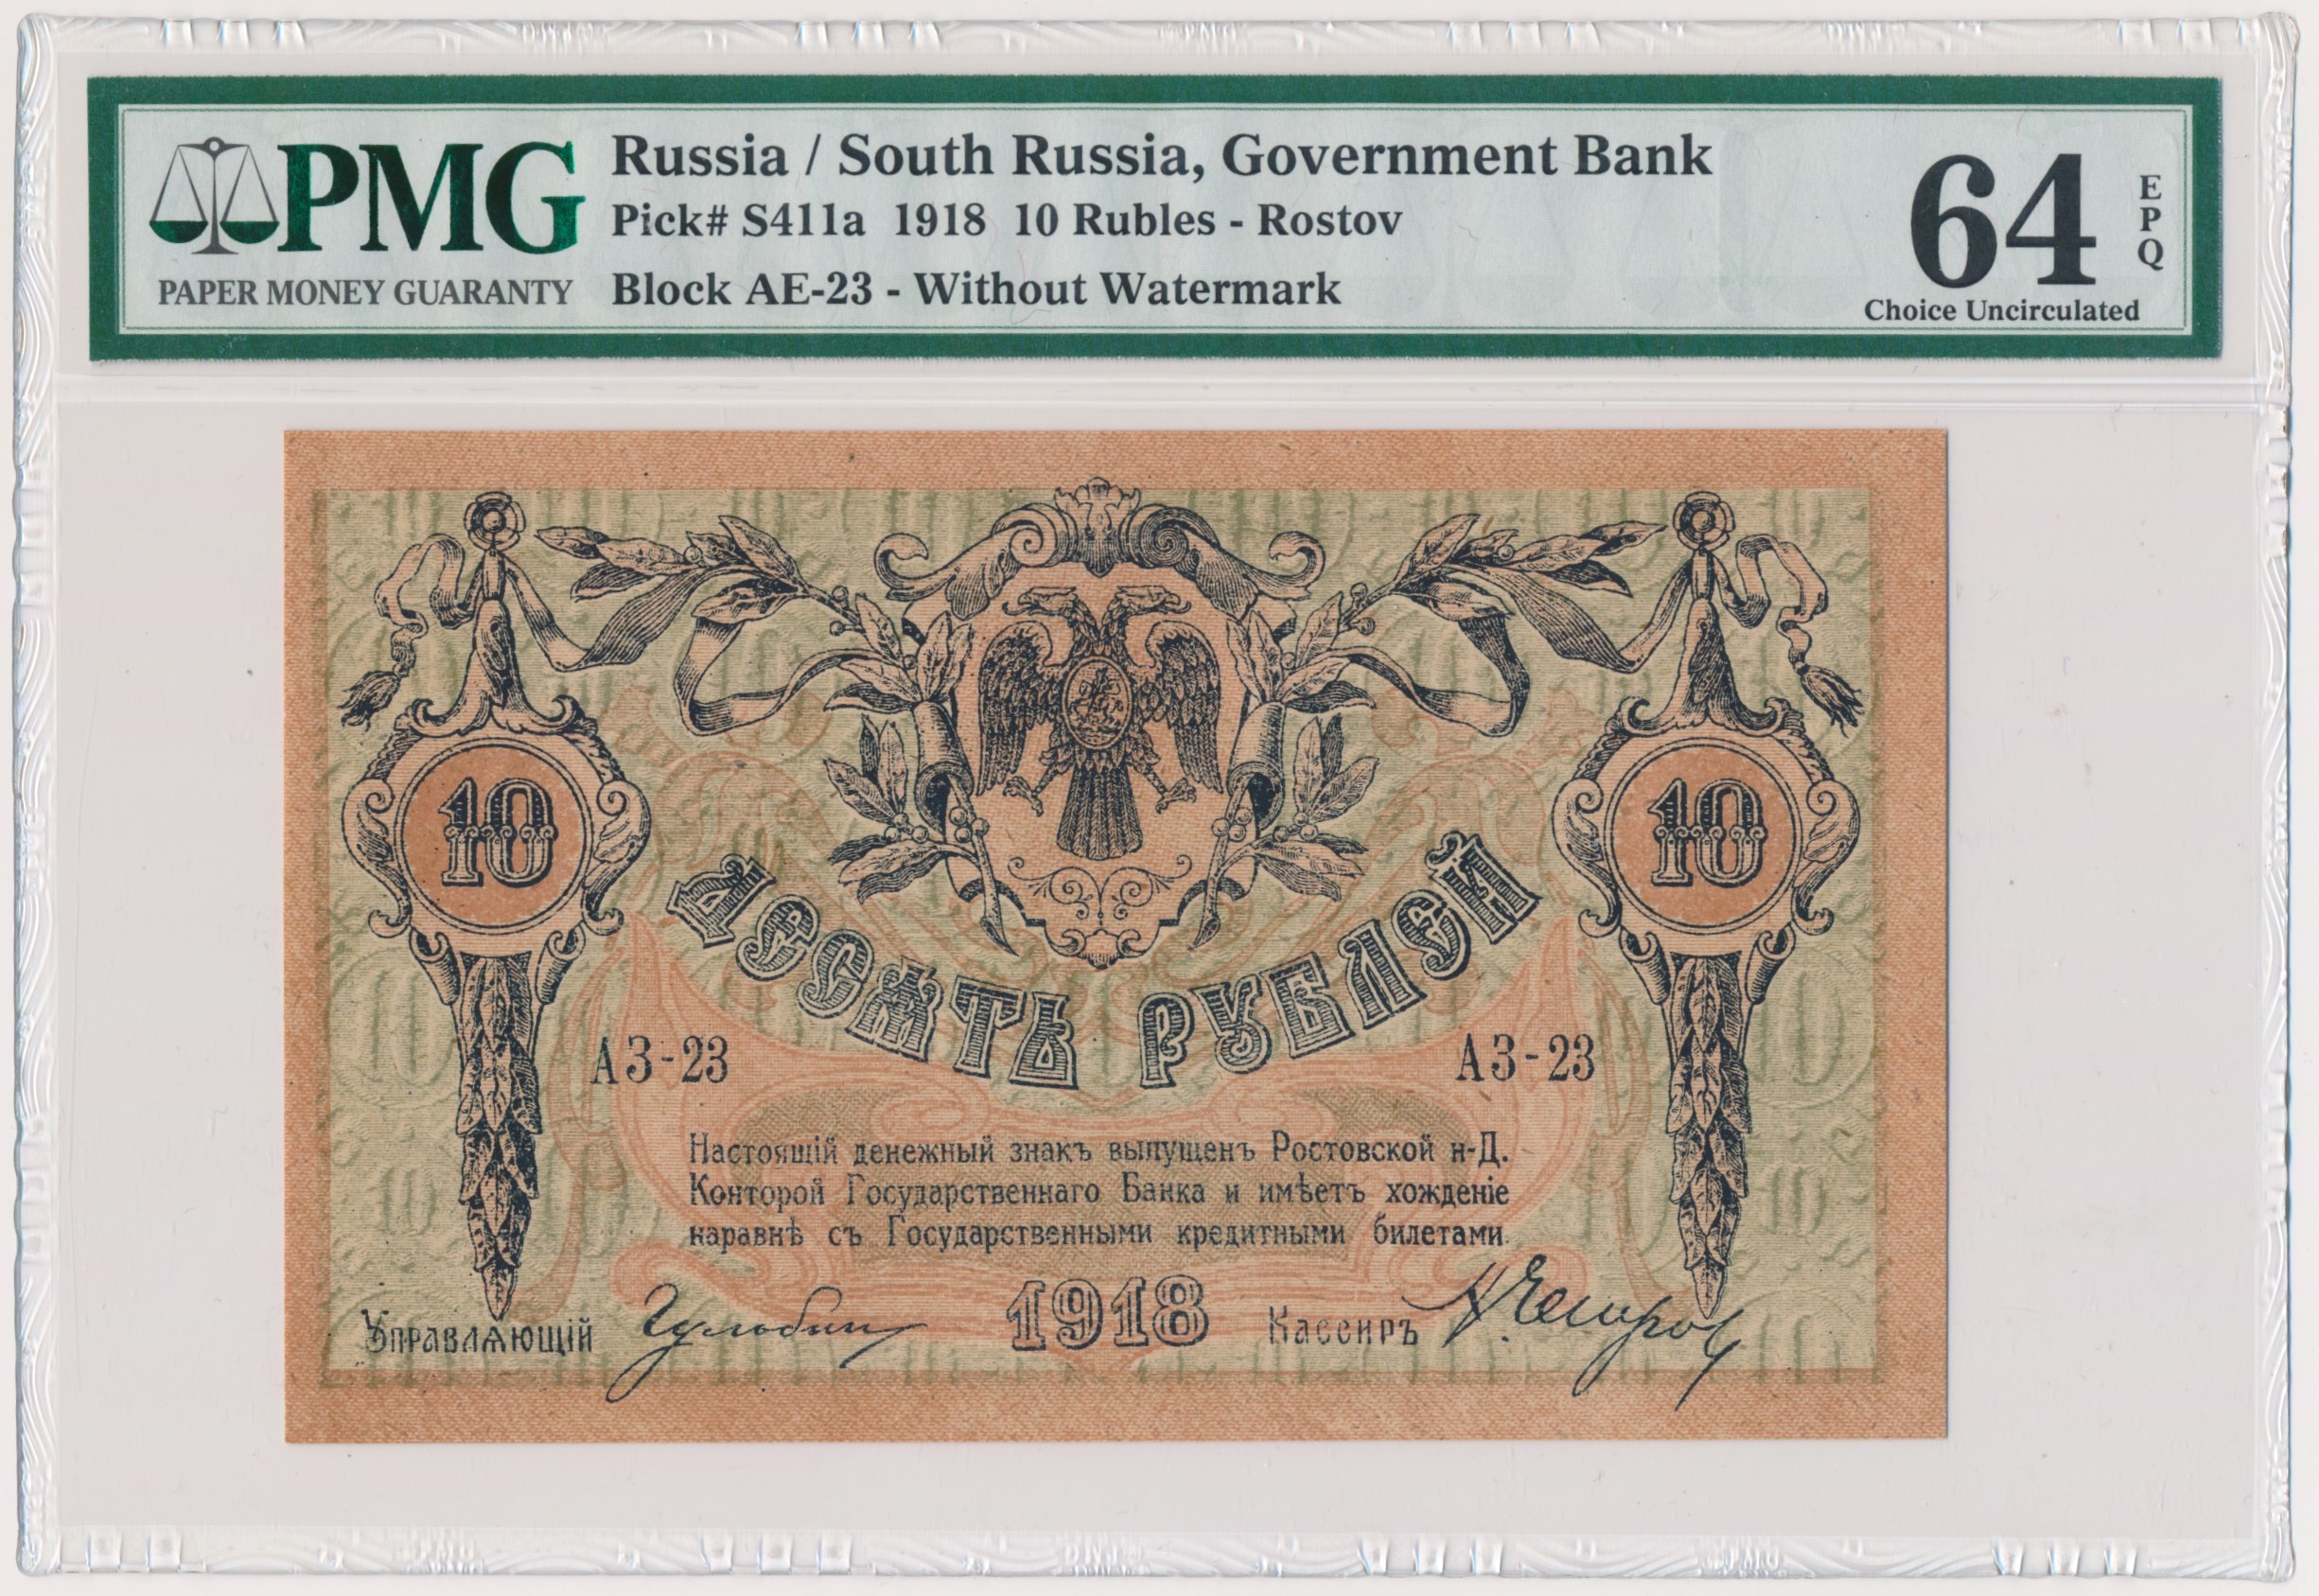 PMG
PAPER MONEY GUARANTY
Russia / South Russia, Government Bank
Pick# S411a 1918 10 Rubles - Rostov
Block AE-23 - Without Watermark
64
EPQ
Choice Uncirculated
10
10
ДЕСЯТЬ РУБЛЕЙ
АЗ-23
АЗ-23
Настоящій денежный знакъ выпущенъ Ростовской н-Д.
Конторой Государственнаго Банка и имѣетъ хожденіе
наравнѣ съ Государственными кредитными билетами.
Управляющій
1918
Кассиръ